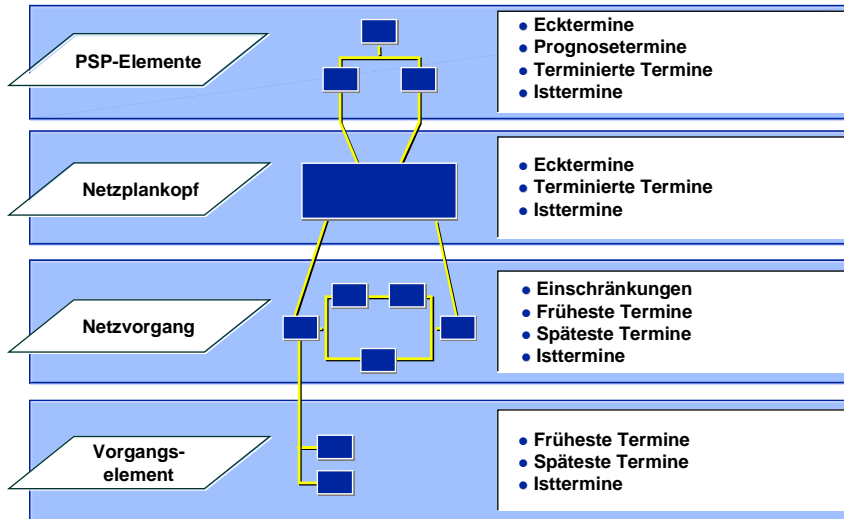 PSP-Elemente
Ecktermine
Prognosetermine
Terminierte Termine
Isttermine
Netzplankopf
Ecktermine
Terminierte Termine
Isttermine
Netzvorgang
Einschränkungen
Früheste Termine
Späteste Termine
Isttermine
Vorgangs-
element
Früheste Termine
Späteste Termine
Isttermine